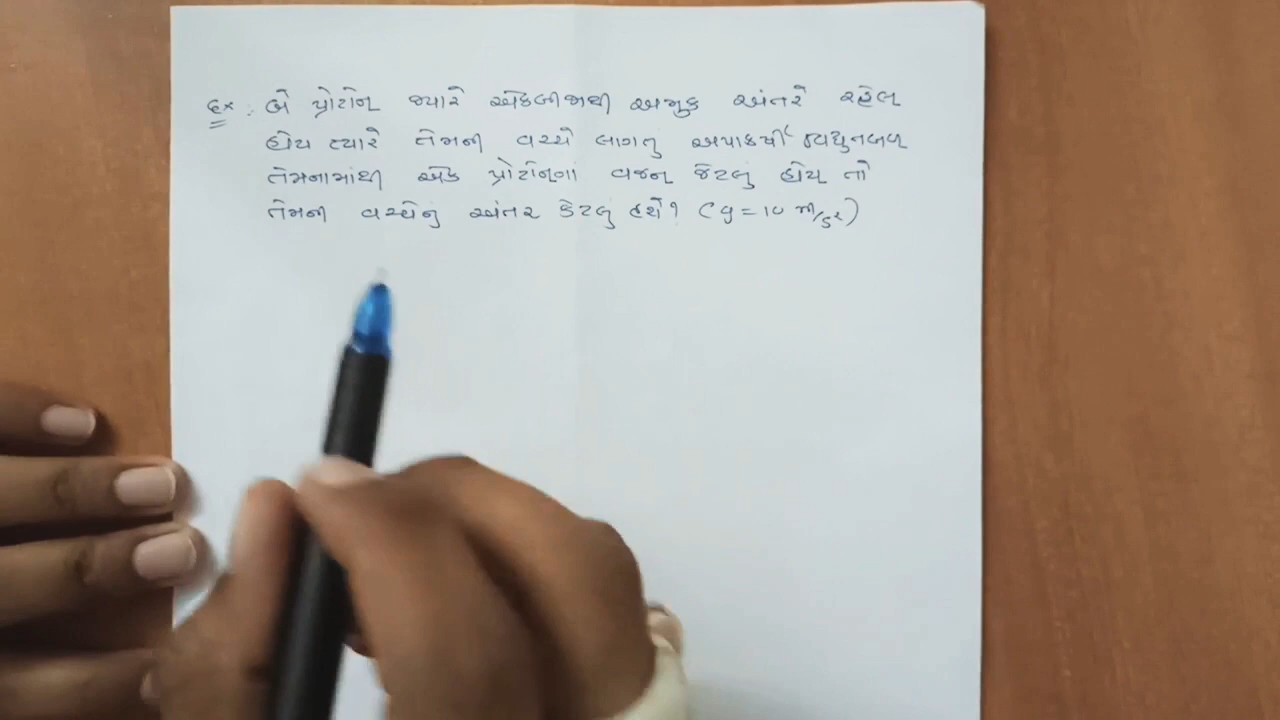 Ex : બે પ્રોટોન જ્યારે એકબીજાથી અમુક અંતરે રહેલ
હોય ત્યારે તેમની વચ્ચે લાગતુ અપાકર્ષી વિધુતબળ
તેમનામાંથી એક પ્રોટોનના વજન જેટલું હોય તો
તેમની વચ્ચેનું અંતર કેટલું હશે? (g = 10 m/s2)